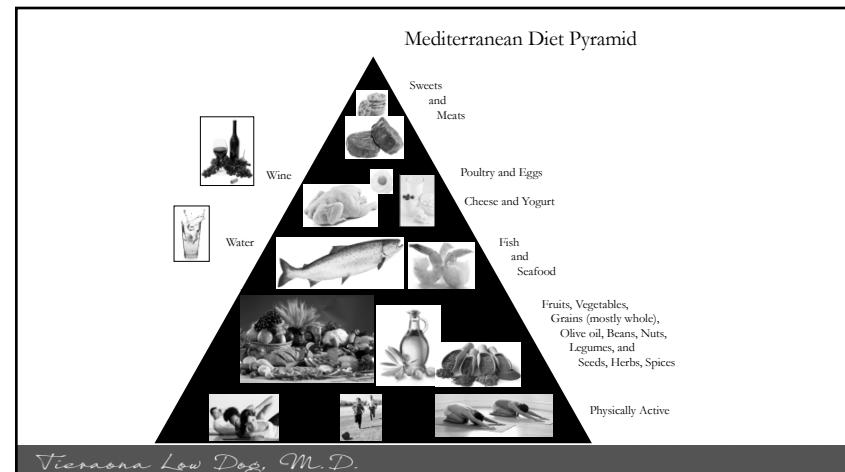 Mediterranean Diet Pyramid
Sweets
and
Meats
Wine
Poultry and Eggs
Cheese and Yogurt
Water
Fish
and
Seafood
Fruits, Vegetables,
Grains (mostly whole),
Olive oil, Beans, Nuts,
Legumes, and
Seeds, Herbs, Spices
Physically Active
Tieraona Low Dog, M.D.